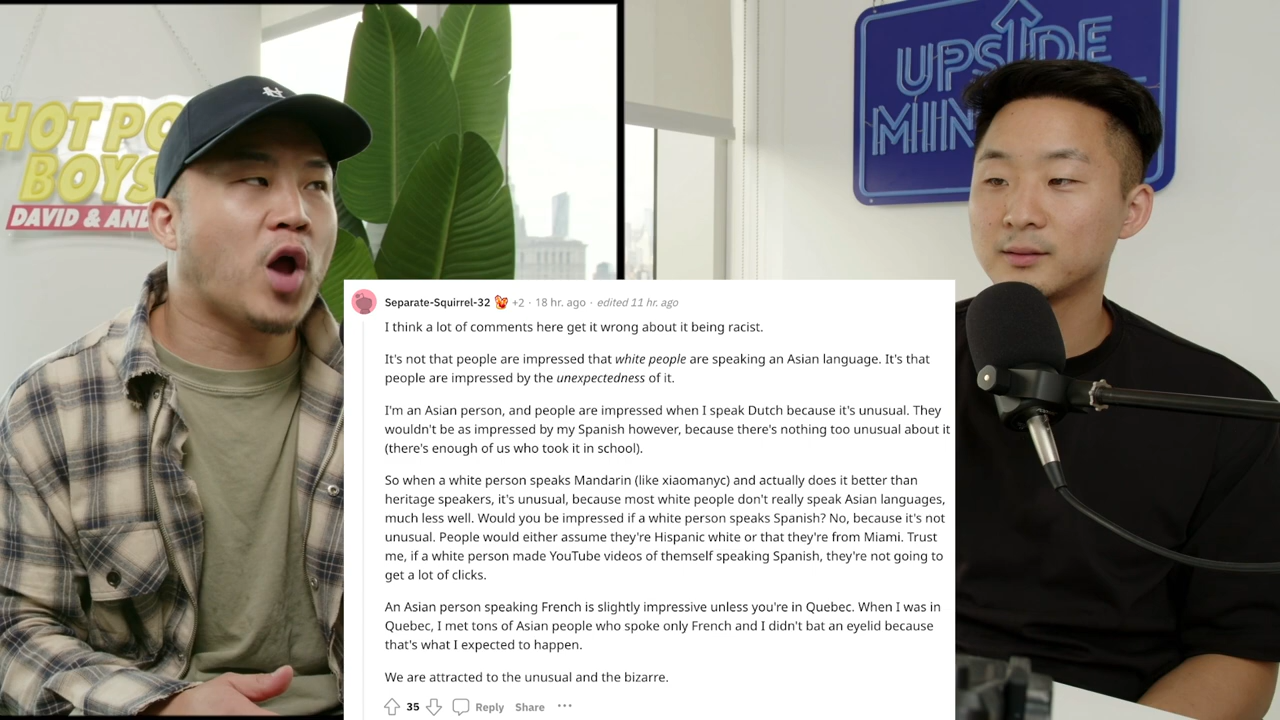 HOT PO
BOYS
DAVID & AND
UPSIDE
MIN
Separate-Squirrel-32 +2 · 18 hr. ago · edited 11 hr. ago
I think a lot of comments here get it wrong about it being racist.
It's not that people are impressed that white people are speaking an Asian language. It's that
people are impressed by the unexpectedness of it.
I'm an Asian person, and people are impressed when I speak Dutch because it's unusual. They
wouldn't be as impressed by my Spanish however, because there's nothing too unusual about it
(there's enough of us who took it in school).
So when a white person speaks Mandarin (like xiaomanyc) and actually does it better than
heritage speakers, it's unusual, because most white people don't really speak Asian languages,
much less well. Would you be impressed if a white person speaks Spanish? No, because it's not
unusual. People would either assume they're Hispanic white or that they're from Miami. Trust
me, if a white person made YouTube videos of themself speaking Spanish, they're not going to
get a lot of clicks.
An Asian person speaking French is slightly impressive unless you're in Quebec. When I was in
Quebec, I met tons of Asian people who spoke only French and I didn't bat an eyelid because
that's what I expected to happen.
We are attracted to the unusual and the bizarre.
35 Reply Share ···